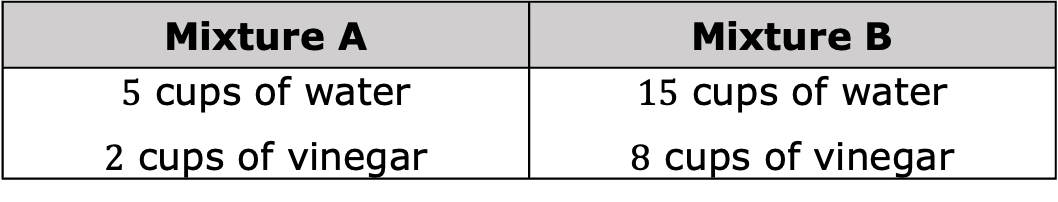 Mixture A Mixture B
5 cups of water 15 cups of water
2 cups of vinegar 8 cups of vinegar